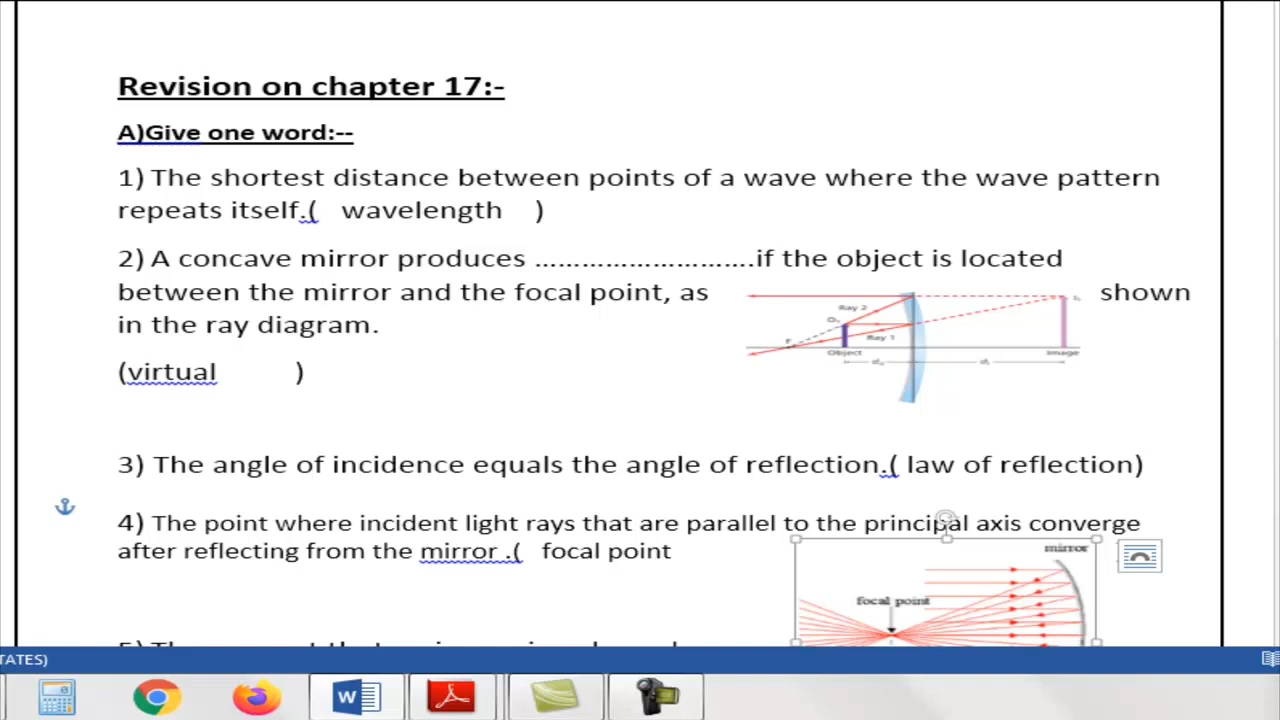 Revision on chapter 17:-
A)Give one word:--
1) The shortest distance between points of a wave where the wave pattern
repeats itself.(   wavelength    )
2) A concave mirror produces ……………………….if the object is located
between the mirror and the focal point, as shown
in the ray diagram.
Ray 2
O₁
F
Ray 1
Object
Image
(virtual          )
3) The angle of incidence equals the angle of reflection.( law of reflection)
4) The point where incident light rays that are parallel to the principal axis converge
after reflecting from the mirror .(   focal point
mirror
focal point
TATES)